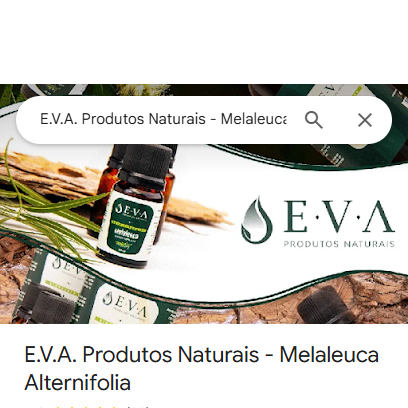 E.V.A. Produtos Naturais - Melaleuca
E·V·A
melaleuca
E·V·A
PRODUTOS NATURAIS
E·V·A
E.V.A. Produtos Naturais - Melaleuca
Alternifolia